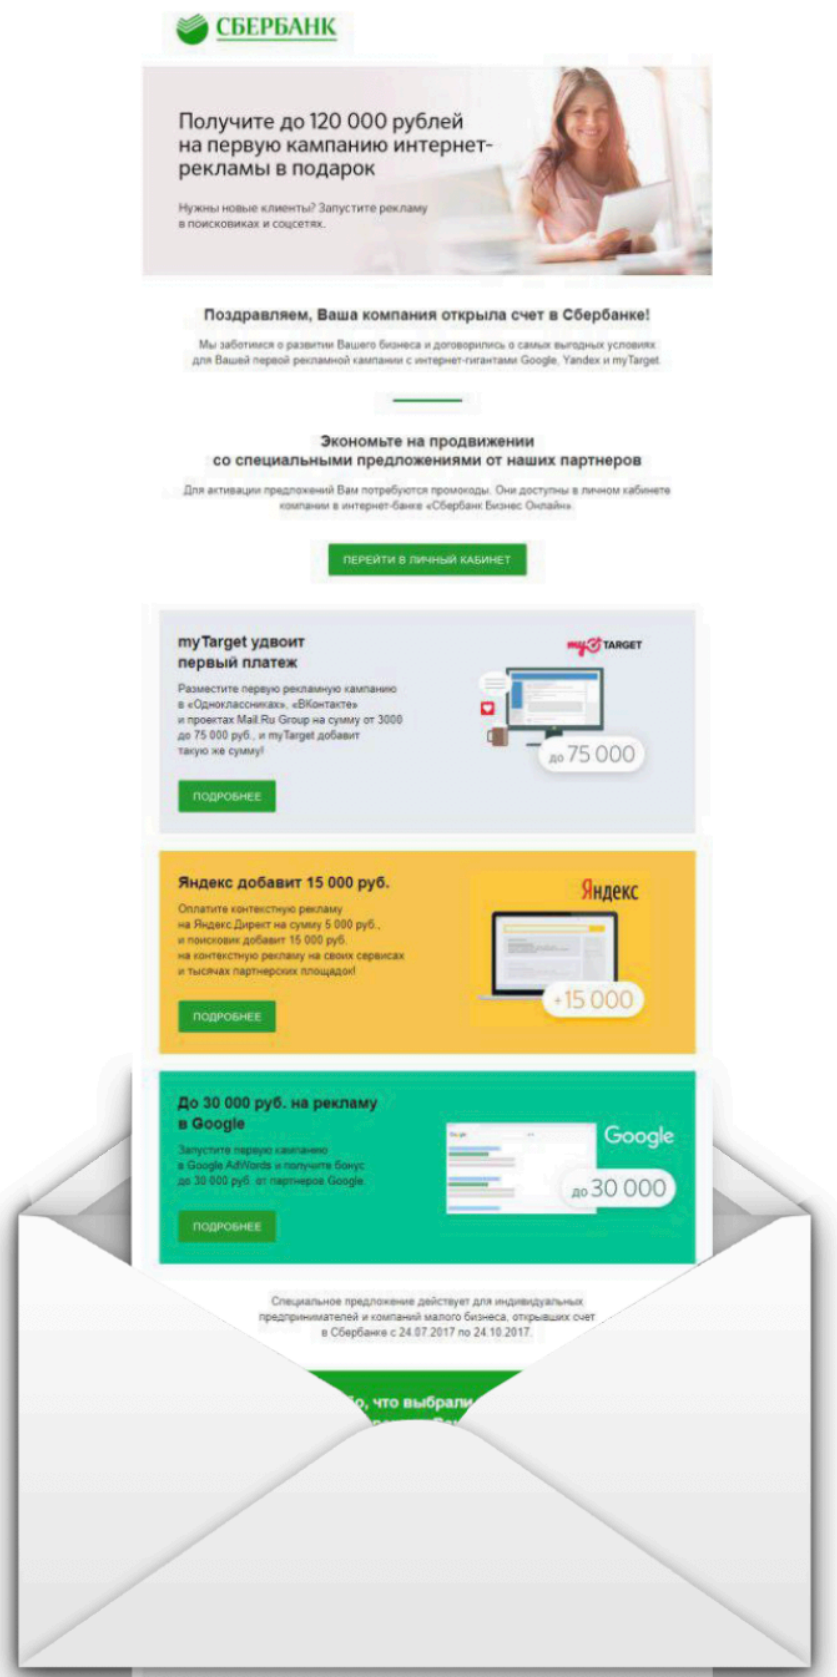 СБЕРБАНК
Получите до 120 000 рублей
на первую кампанию интернет-
рекламы в подарок
Нужны новые клиенты? Запустите рекламу
в поисковиках и соцсетях.
Поздравляем, Ваша компания открыла счет в Сбербанке!
Мы заботимся о развитии Вашего бизнеса и договорились о самых выгодных условиях
для Вашей первой рекламной кампании с интернет-гигантами Google, Yandex и myTarget.
Экономьте на продвижении
со специальными предложениями от наших партнеров
Для активации предложений Вам потребуются промокоды. Они доступны в личном кабинете
компании в интернет-банке «Сбербанк Бизнес Онлайн».
ПЕРЕЙТИ В ЛИЧНЫЙ КАБИНЕТ
myTarget удвоит
первый платеж
Разместите первую рекламную кампанию
в «Одноклассниках», «ВКонтакте»
и проектах Mail.Ru Group на сумму от 3000
до 75 000 руб., и myTarget добавит
такую же сумму!
ПОДРОБНЕЕ
my TARGET
до 75 000
Яндекс добавит 15 000 руб.
Оплатите контекстную рекламу
на Яндекс.Директ на сумму 5 000 руб.,
и поисковик добавит 15 000 руб.
на контекстную рекламу на своих сервисах
и тысячах партнерских площадок!
ПОДРОБНЕЕ
Яндекс
+15 000
До 30 000 руб. на рекламу
в Google
Запустите первую кампанию
в Google AdWords и получите бонус
до 30 000 руб. от партнеров Google.
ПОДРОБНЕЕ
Google
Google
до 30 000
Специальное предложение действует для индивидуальных
предпринимателей и компаний малого бизнеса, открывших счет
в Сбербанке с 24.07.2017 по 24.10.2017.
что выбрали